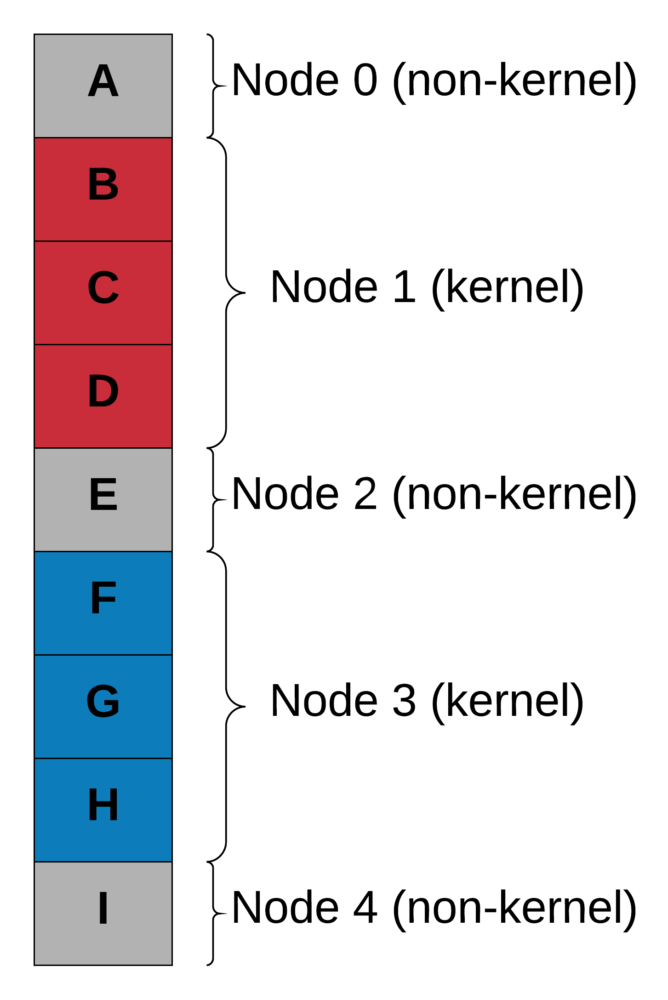 A
Node 0 (non-kernel)
B
C
Node 1 (kernel)
D
E
Node 2 (non-kernel)
F
G
Node 3 (kernel)
H
I
Node 4 (non-kernel)